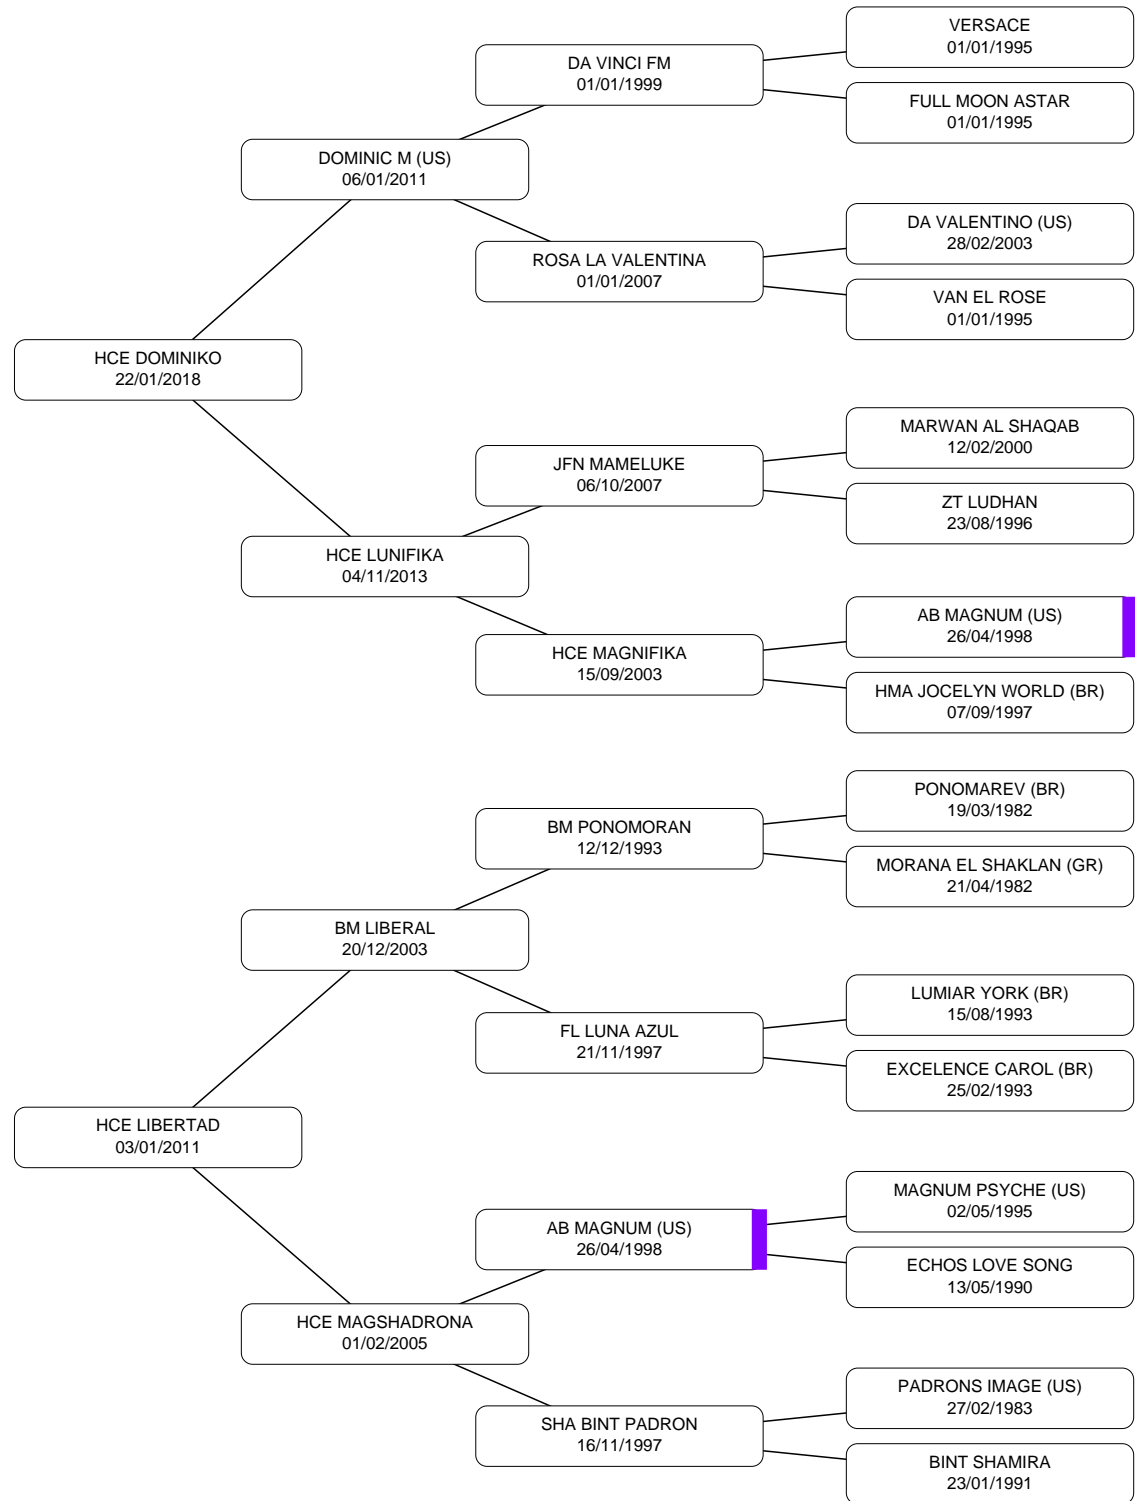 VERSACE
01/01/1995
DA VINCI FM
01/01/1999
FULL MOON ASTAR
01/01/1995
DOMINIC M (US)
06/01/2011
DA VALENTINO (US)
28/02/2003
ROSA LA VALENTINA
01/01/2007
VAN EL ROSE
01/01/1995
HCE DOMINIKO
22/01/2018
MARWAN AL SHAQAB
12/02/2000
JFN MAMELUKE
06/10/2007
ZT LUDHAN
23/08/1996
HCE LUNIFIKA
04/11/2013
AB MAGNUM (US)
26/04/1998
HCE MAGNIFIKA
15/09/2003
HMA JOCELYN WORLD (BR)
07/09/1997
PONOMAREV (BR)
19/03/1982
BM PONOMORAN
12/12/1993
MORANA EL SHAKLAN (GR)
21/04/1982
BM LIBERAL
20/12/2003
LUMIAR YORK (BR)
15/08/1993
FL LUNA AZUL
21/11/1997
EXCELENCE CAROL (BR)
25/02/1993
HCE LIBERTAD
03/01/2011
MAGNUM PSYCHE (US)
02/05/1995
AB MAGNUM (US)
26/04/1998
ECHOS LOVE SONG
13/05/1990
HCE MAGSHADRONA
01/02/2005
PADRONS IMAGE (US)
27/02/1983
SHA BINT PADRON
16/11/1997
BINT SHAMIRA
23/01/1991